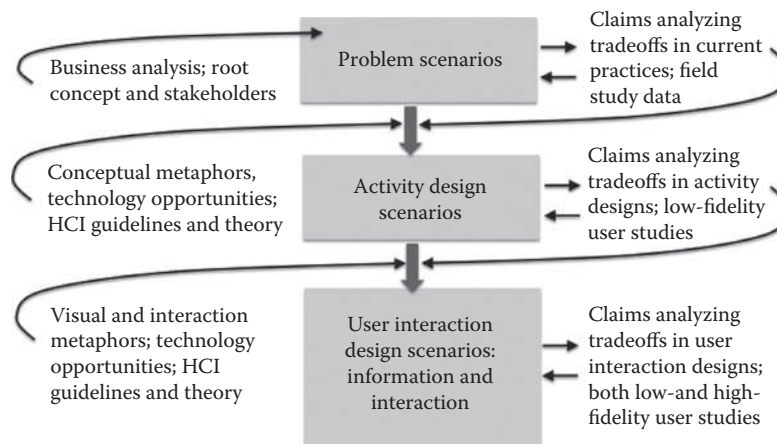 Business analysis; root
concept and stakeholders
Problem scenarios
Claims analyzing
tradeoffs in current
practices; field
study data
Conceptual metaphors,
technology opportunities;
HCI guidelines and theory
Activity design
scenarios
Claims analyzing
tradeoffs in activity
designs; low-fidelity
user studies
Visual and interaction
metaphors; technology
opportunities; HCI
guidelines and theory
User interaction
design scenarios:
information and
interaction
Claims analyzing
tradeoffs in user
interaction designs;
both low-and high-
fidelity user studies